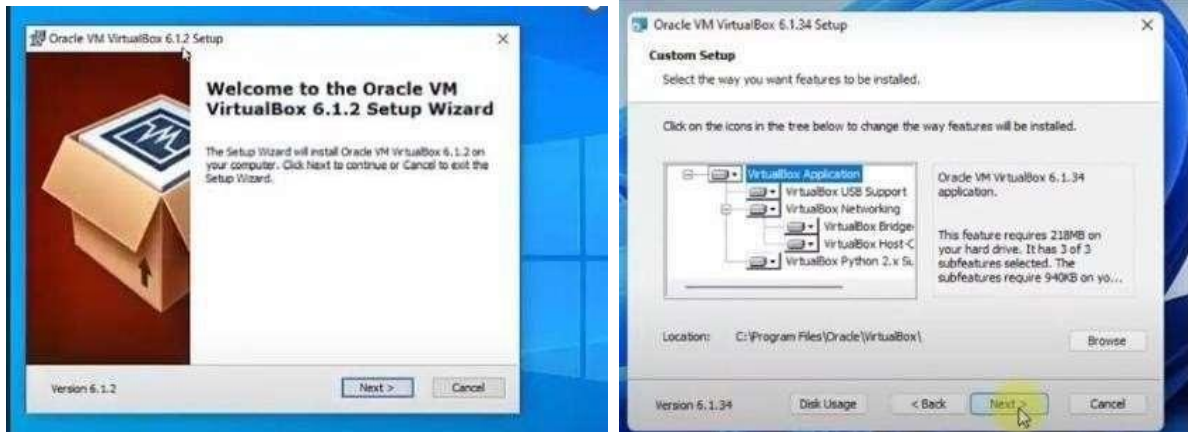 Oracle VM VirtualBox 6.1.2 Setup
Welcome to the Oracle VM
VirtualBox 6.1.2 Setup Wizard
The Setup Wizard will install Oracle VM VirtualBox 6.1.2 on
your computer. Click Next to continue or Cancel to exit the
Setup Wizard.
Version 6.1.2
Next >
Cancel
Oracle VM VirtualBox 6.1.34 Setup
Custom Setup
Select the way you want features to be installed.
Click on the icons in the tree below to change the way features will be installed.
VirtualBox Application
VirtualBox USB Support
VirtualBox Networking
VirtualBox Bridge
VirtualBox Host-C
VirtualBox Python 2.x Su
Oracle VM VirtualBox 6.1.34
application.
This feature requires 218MB on
your hard drive. It has 3 of 3
subfeatures selected. The
subfeatures require 940KB on yo...
Location: C:\Program Files\Oracle\VirtualBox\
Browse
Version 6.1.34
Disk Usage
< Back
Next >
Cancel